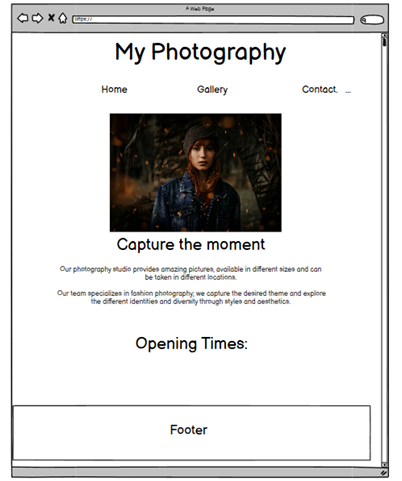 A Web Page
https://
My Photography
Home Gallery Contact. ...
Capture the moment
Our photography studio provides amazing pictures, available in different sizes and can
be taken in different locations.
Our team specializes in fashion photography, we capture the desired theme and explore
the different identities and diversity through styles and aesthetics.
Opening Times:
Footer